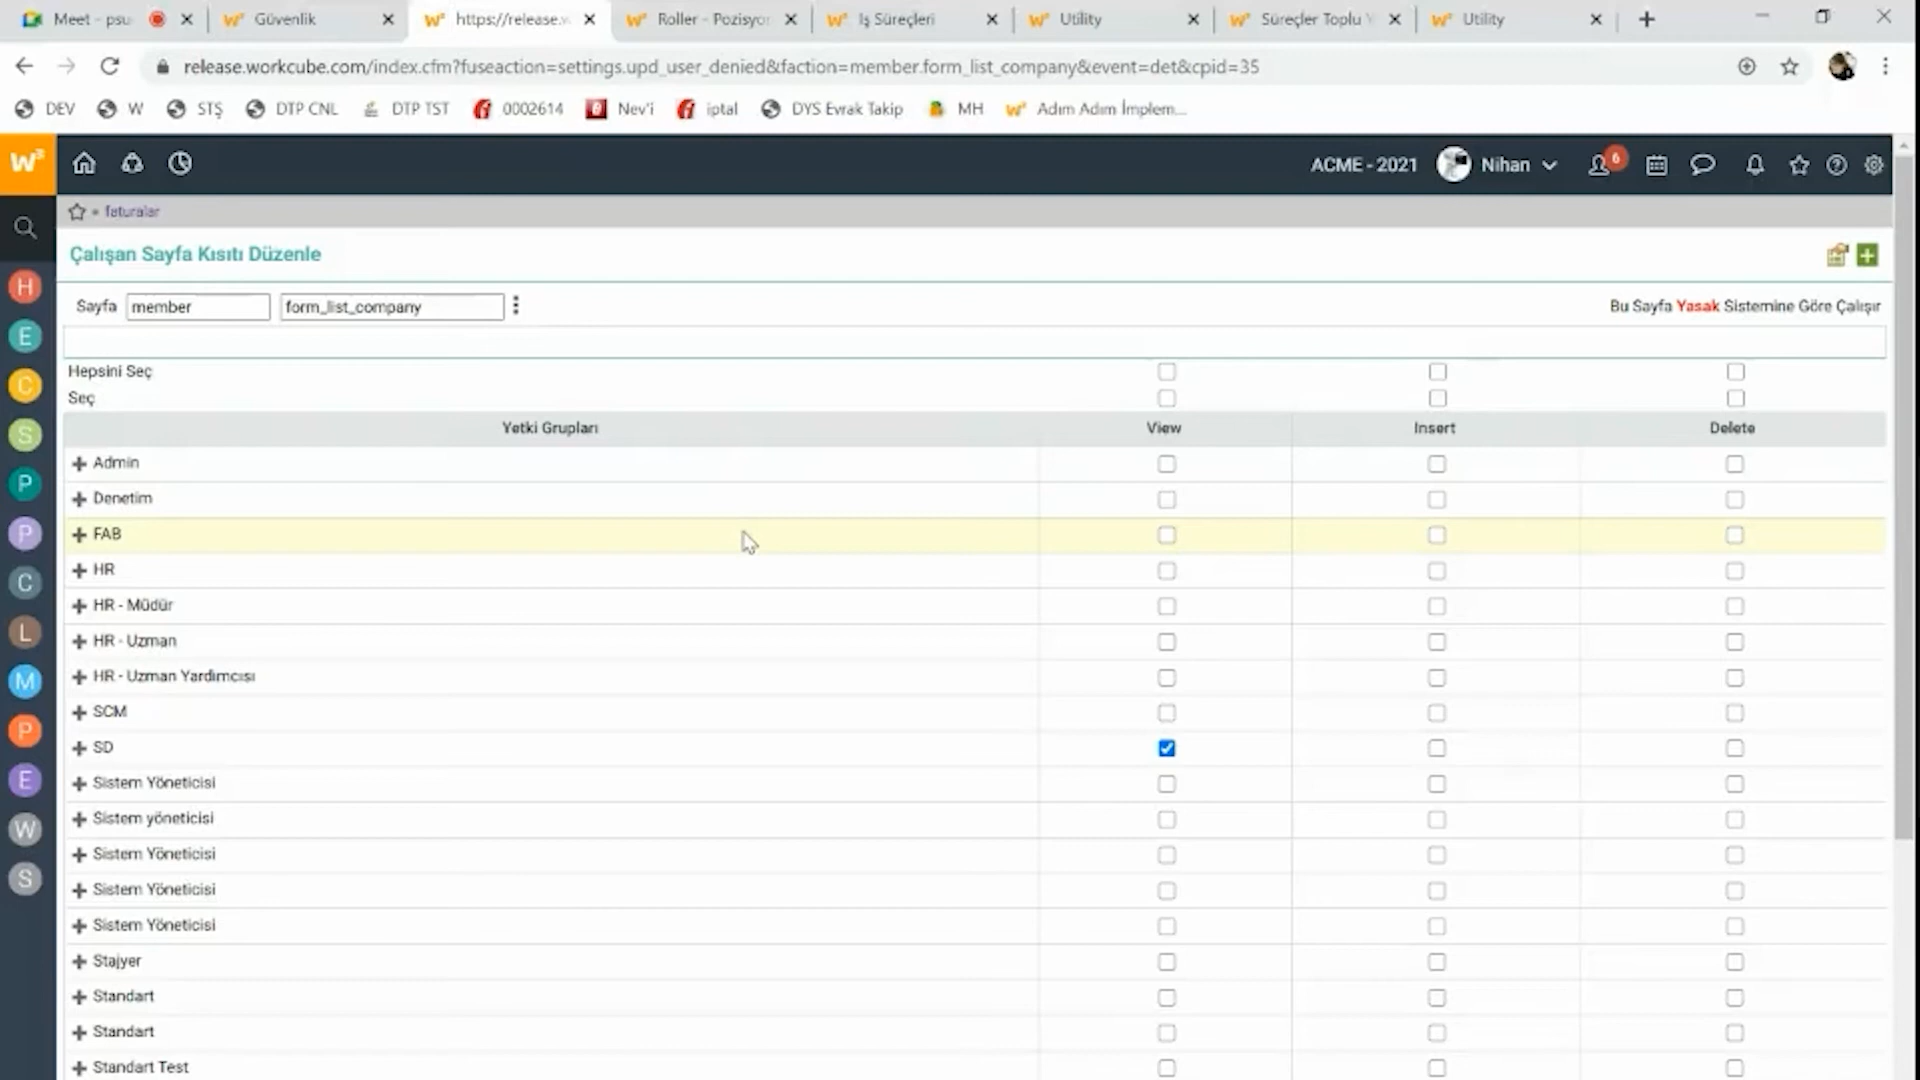 Meet - psu
Güvenlik
https://release.w
Roller - Pozisyon
İş Süreçleri
Utility
Süreçler Toplu Y
Utility
release.workcube.com/index.cfm?fuseaction=settings.upd_user_denied&faction=member.form_list_company&event=det&cpid=35
DEV W STŞ DTP CNL DTP TST 0002614 Nev'i iptal DYS Evrak Takip MH Adım Adım İmplem...
W³ ACME - 2021 Nihan 6
» faturalar
Çalışan Sayfa Kısıtı Düzenle
Sayfa member form_list_company Bu Sayfa Yasak Sistemine Göre Çalışır
Hepsini Seç
Seç
Yetki Grupları View Insert Delete
Admin
Denetim
FAB
HR
HR - Müdür
HR - Uzman
HR - Uzman Yardımcısı
SCM
SD
Sistem Yöneticisi
Sistem yöneticisi
Sistem Yöneticisi
Sistem Yöneticisi
Sistem Yöneticisi
Stajyer
Standart
Standart
Standart Test
H
E
C
S
P
P
C
L
M
P
E
W
S